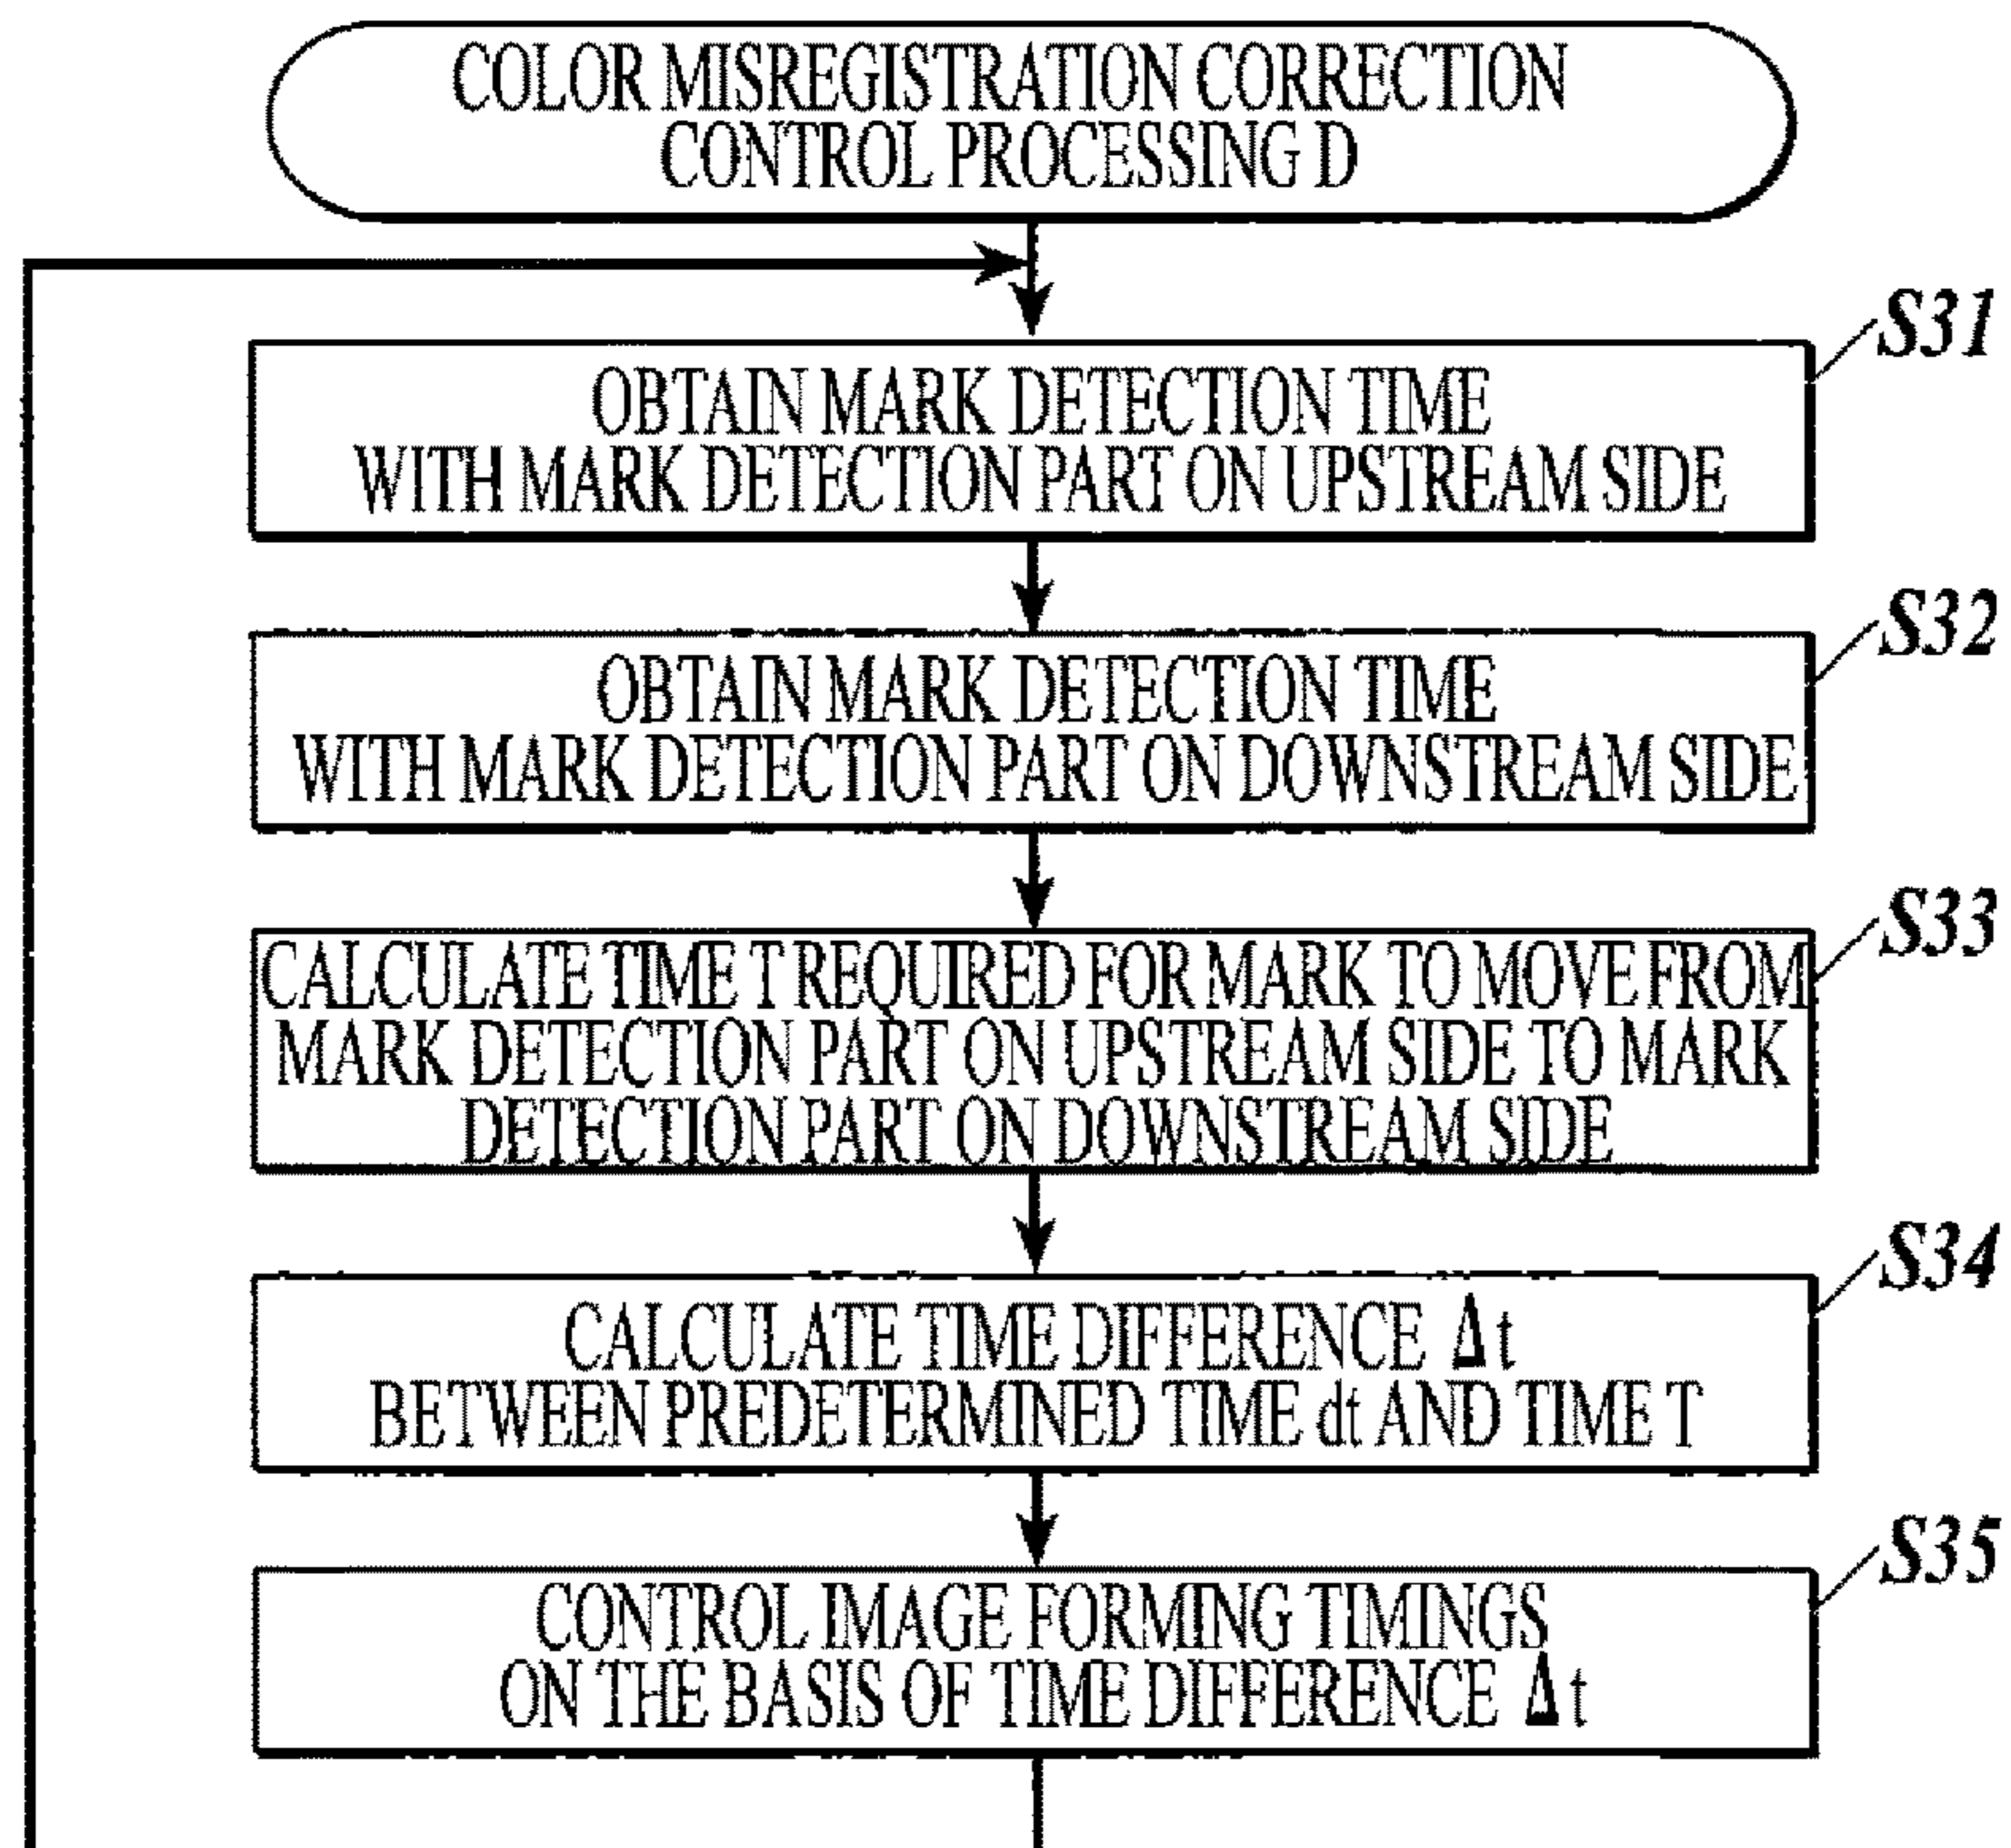 COLOR MISREGISTRATION CORRECTION
CONTROL PROCESSING D
S31
OBTAIN MARK DETECTION TIME
WITH MARK DETECTION PART ON UPSTREAM SIDE
S32
OBTAIN MARK DETECTION TIME
WITH MARK DETECTION PART ON DOWNSTREAM SIDE
S33
CALCULATE TIME T REQUIRED FOR MARK TO MOVE FROM
MARK DETECTION PART ON UPSTREAM SIDE TO MARK
DETECTION PART ON DOWNSTREAM SIDE
S34
CALCULATE TIME DIFFERENCE Δt
BETWEEN PREDETERMINED TIME dt AND TIME T
S35
CONTROL IMAGE FORMING TIMINGS
ON THE BASIS OF TIME DIFFERENCE Δt